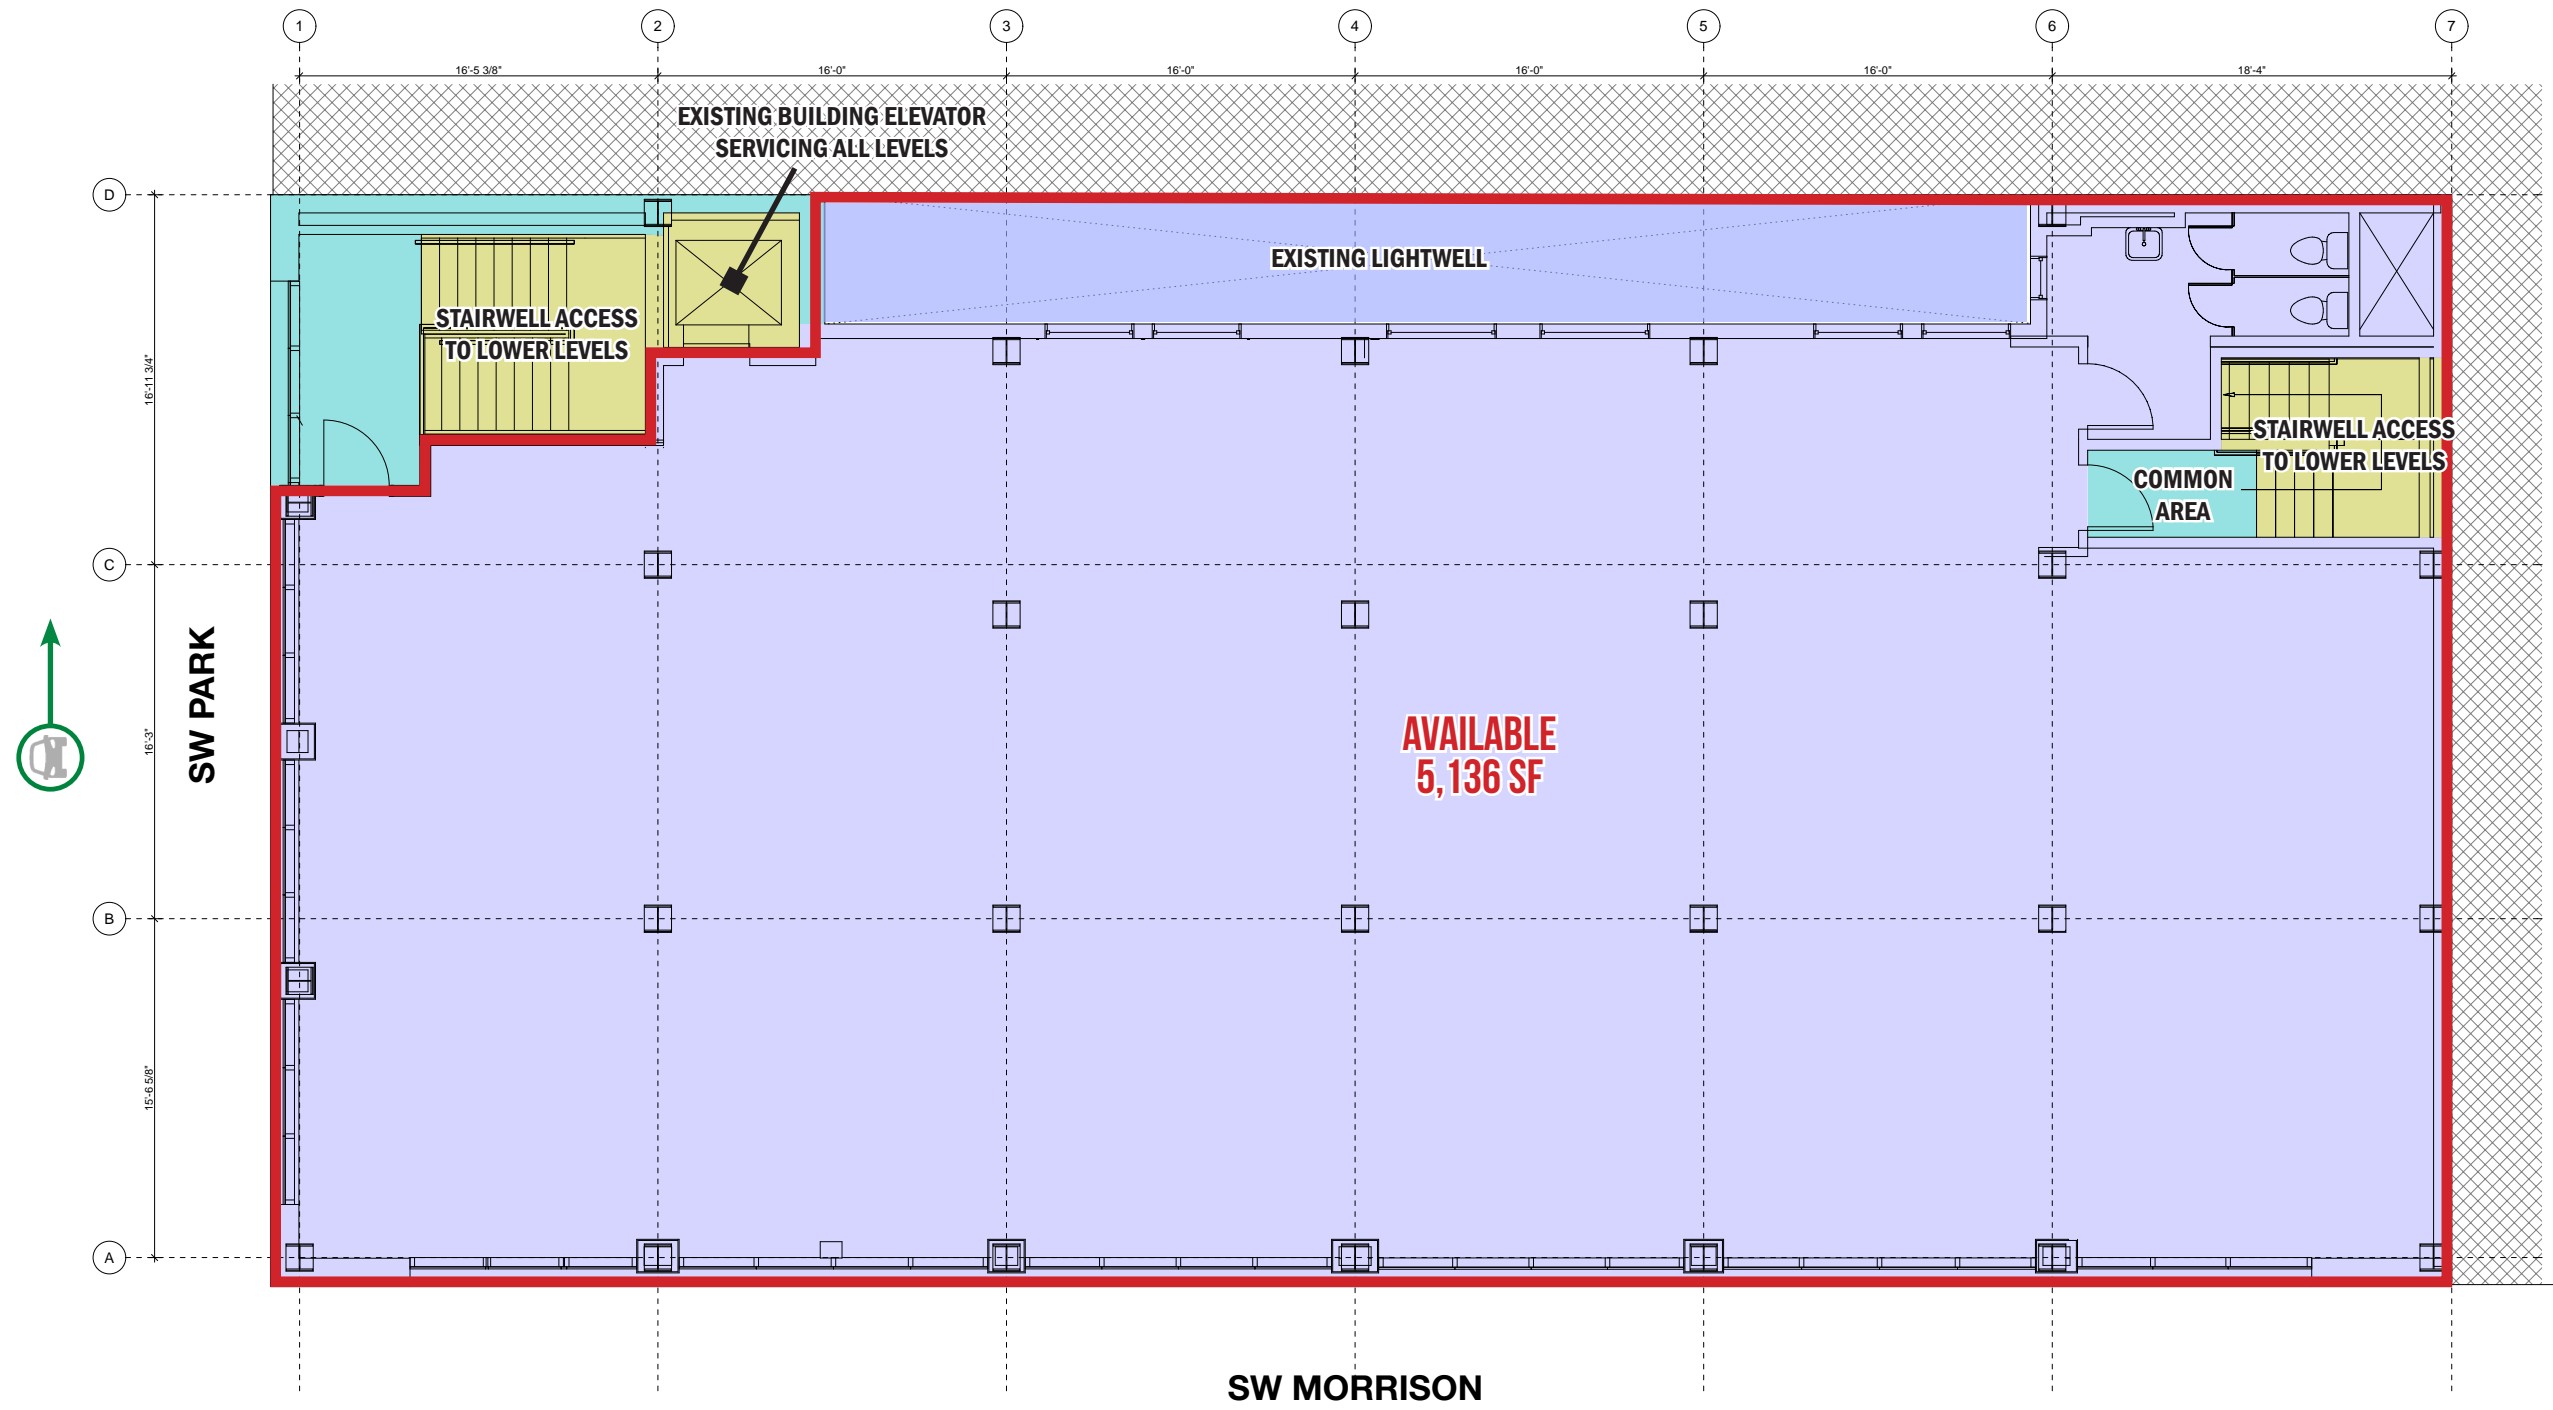 1
2
3
4
5
6
7
16'-5 3/8"
16'-0"
16'-0"
16'-0"
16'-0"
18'-4"
EXISTING BUILDING ELEVATOR
SERVICING ALL LEVELS
D
EXISTING LIGHTWELL
STAIRWELL ACCESS
TO LOWER LEVELS
16'-11 3/4"
STAIRWELL ACCESS
TO LOWER LEVELS
COMMON
AREA
C
SW PARK
16'-3"
AVAILABLE
5,136 SF
B
15'-6 5/8"
A
SW MORRISON